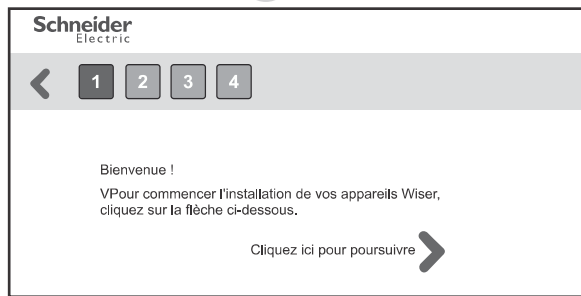 Schneider
Electric
1 2 3 4
Bienvenue !
VPour commencer l'installation de vos appareils Wiser,
cliquez sur la flèche ci-dessous.
Cliquez ici pour poursuivre